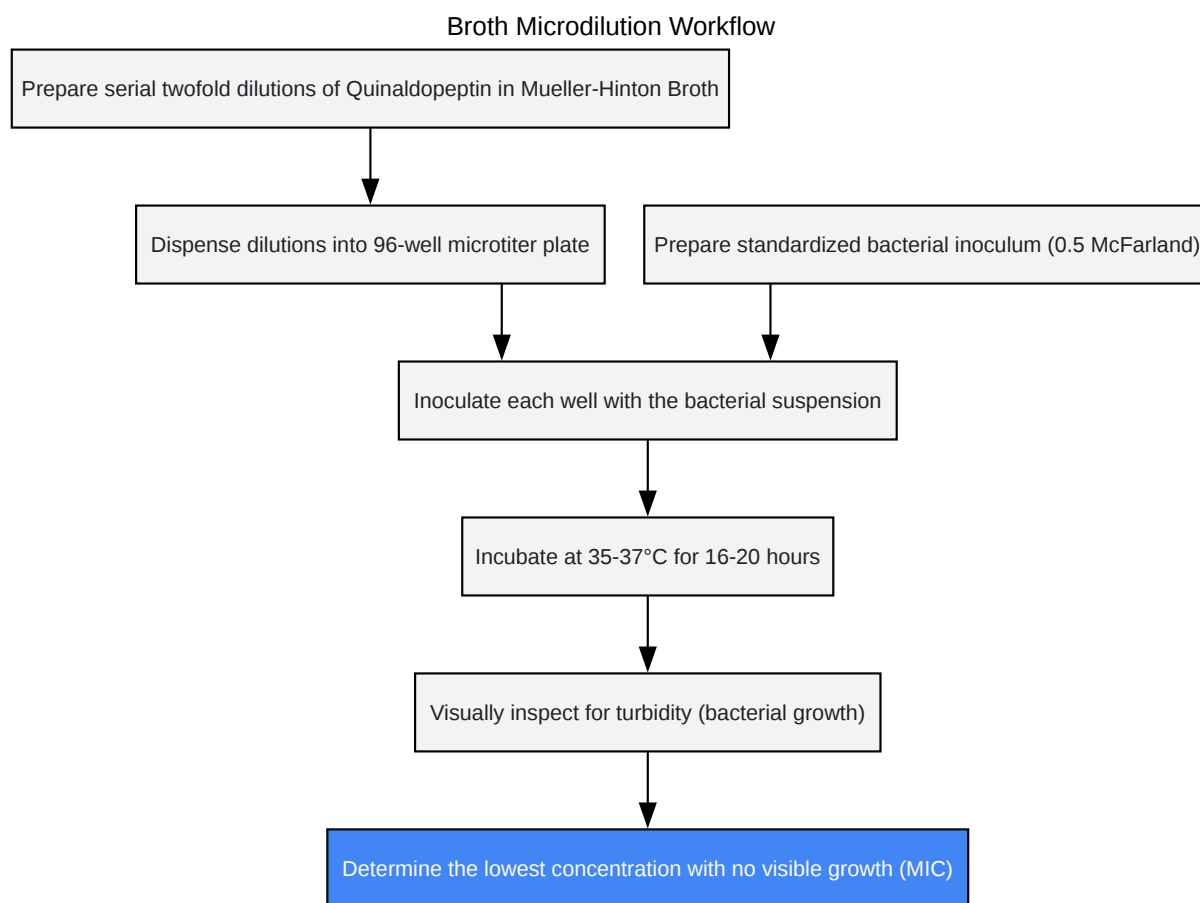 Broth Microdilution Workflow
Prepare serial twofold dilutions of Quinaldopeptin in Mueller-Hinton Broth
Dispense dilutions into 96-well microtiter plate
Prepare standardized bacterial inoculum (0.5 McFarland)
Inoculate each well with the bacterial suspension
Incubate at 35-37°C for 16-20 hours
Visually inspect for turbidity (bacterial growth)
Determine the lowest concentration with no visible growth (MIC)